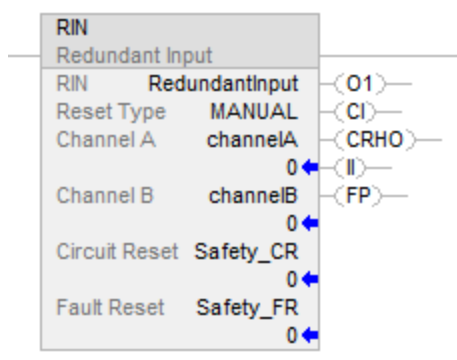 RIN
Redundant Input
RIN RedundantInput (O1)
Reset Type MANUAL (CI)
Channel A channelA (CRHO)
0 (II)
Channel B channelB (FP)
0
Circuit Reset Safety_CR
0
Fault Reset Safety_FR
0